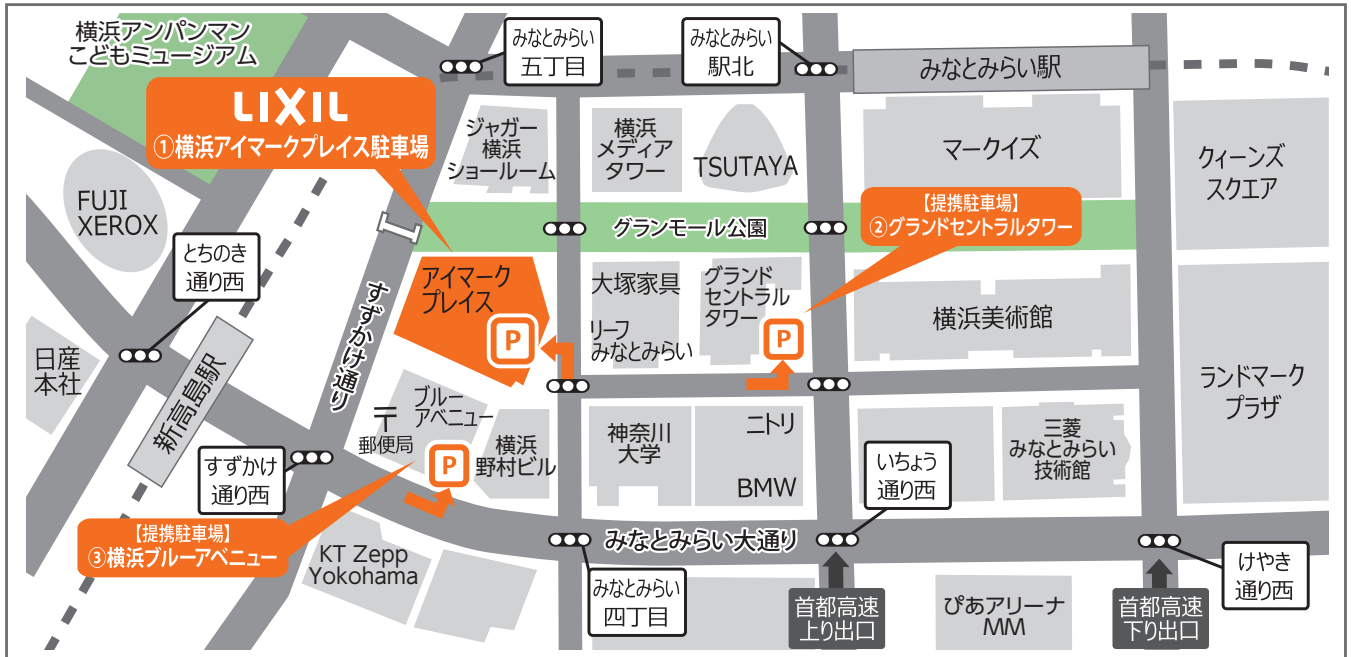 横浜アンパンマン
こどもミュージアム
みなとみらい
五丁目
みなとみらい
駅北
みなとみらい駅
LIXIL
①横浜アイマークプレイス駐車場
ジャガー
横浜
ショールーム
横浜
メディア
タワー
TSUTAYA
マークイズ
クィーンズ
スクエア
FUJI
XEROX
【提携駐車場】
②グランドセントラルタワー
グランモール公園
とちのき
通り西
すずかけ通り
アイマーク
プレイス
P
大塚家具
リーフ
みなとみらい
グランド
セントラル
タワー
P
横浜美術館
日産
本社
新高島駅
ランドマーク
プラザ
ブルー
アベニュー
〒
郵便局
P
横浜
野村ビル
神奈川
大学
ニトリ
BMW
三菱
みなとみらい
技術館
すずかけ
通り西
いちょう
通り西
【提携駐車場】
③横浜ブルーアベニュー
KT Zepp
Yokohama
みなとみらい大通り
みなとみらい
四丁目
首都高速
上り出口
ぴあアリーナ
MM
首都高速
下り出口
けやき
通り西